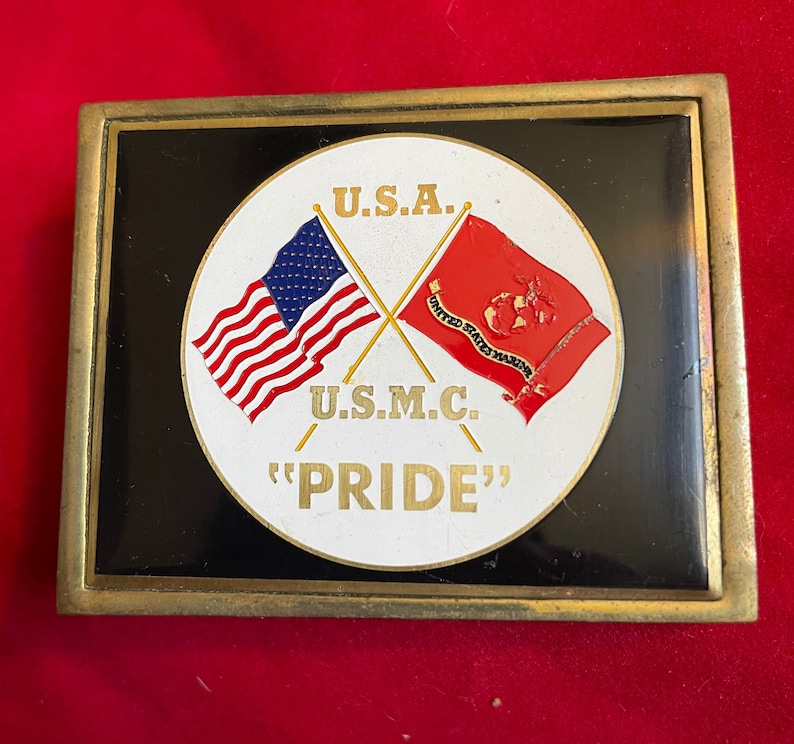 U.S.A.
UNITED STATES MARINE
U.S.M.C.
"PRIDE"